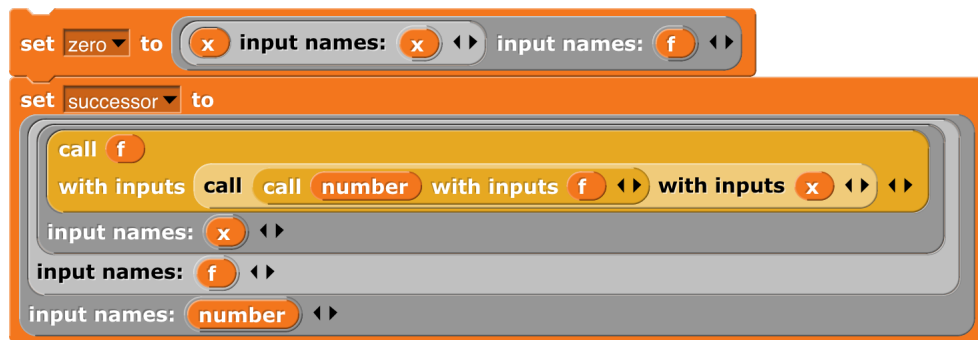 set zero to x input names: x input names: f
set successor to
call f
with inputs call call number with inputs f with inputs x
input names: x
input names: f
input names: number